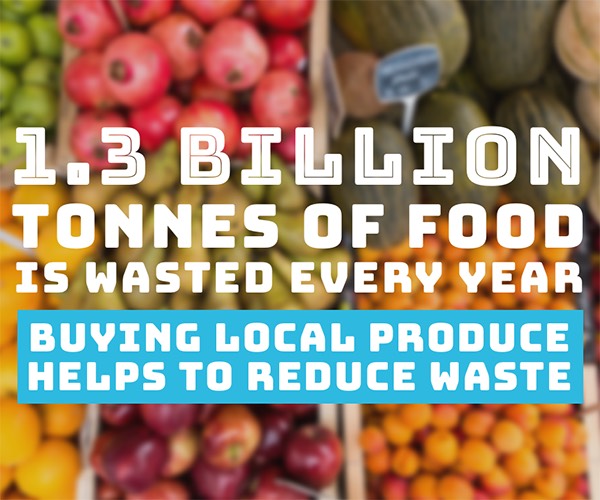 1.3 BILLION
TONNES OF FOOD
IS WASTED EVERY YEAR
BUYING LOCAL PRODUCE
HELPS TO REDUCE WASTE